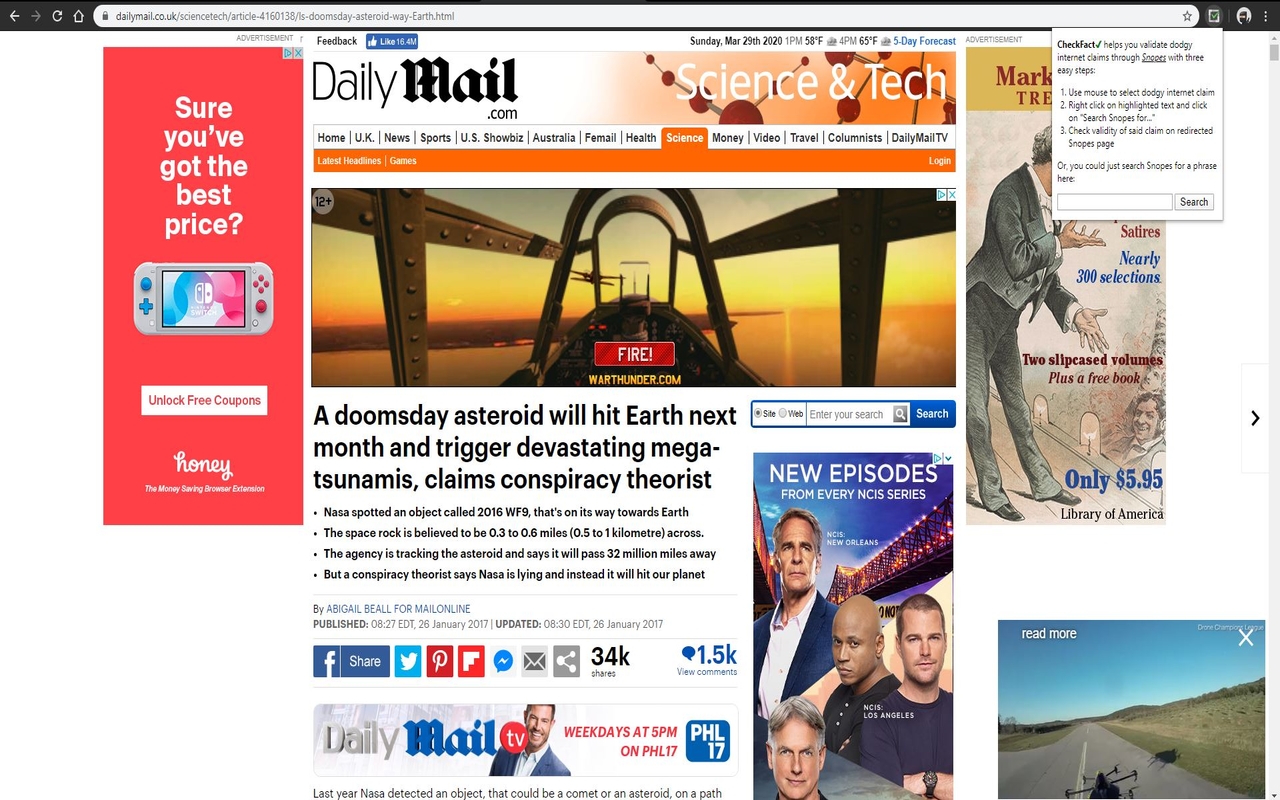 dailymail.co.uk/sciencetech/article-4160138/Is-doomsday-asteroid-way-Earth.html
ADVERTISEMENT
Sure
you've
got the
best
price?
NINTENDO
SWITCH
Unlock Free Coupons
honey
The Money Saving Browser Extension
Feedback
Like 16.4M
Sunday, Mar 29th 2020 1PM 58°F 4PM 65°F 5-Day Forecast
Daily Mail
.com
Science & Tech
Home | U.K. | News | Sports | U.S. Showbiz | Australia | Femail | Health | Science | Money | Video | Travel | Columnists | DailyMailTV
Latest Headlines | Games
Login
12+
FIRE!
WARTHUNDER.COM
A doomsday asteroid will hit Earth next
month and trigger devastating mega-
tsunamis, claims conspiracy theorist
• Nasa spotted an object called 2016 WF9, that's on its way towards Earth
• The space rock is believed to be 0.3 to 0.6 miles (0.5 to 1 kilometre) across.
• The agency is tracking the asteroid and says it will pass 32 million miles away
• But a conspiracy theorist says Nasa is lying and instead it will hit our planet
By ABIGAIL BEALL FOR MAILONLINE
PUBLISHED: 08:27 EDT, 26 January 2017 | UPDATED: 08:30 EDT, 26 January 2017
Share
34k
shares
1.5k
View comments
Daily Mail tv
WEEKDAYS AT 5PM
ON PHL17
PHL
17
Last year Nasa detected an object, that could be a comet or an asteroid, on a path
Site Web Enter your search Search
NEW EPISODES
FROM EVERY NCIS SERIES
NCIS:
NEW ORLEANS
NCIS:
LOS ANGELES
ADVERTISEMENT
Mark
TRE
Satires
Nearly
300 selections
Two slipcased volumes
Plus a free book
Only $5.95
Library of America
CheckFact✓ helps you validate dodgy
internet claims through Snopes with three
easy steps:
1. Use mouse to select dodgy internet claim
2. Right click on highlighted text and click
on "Search Snopes for..."
3. Check validity of said claim on redirected
Snopes page
Or, you could just search Snopes for a phrase
here:
Search
read more
Drone Champions League